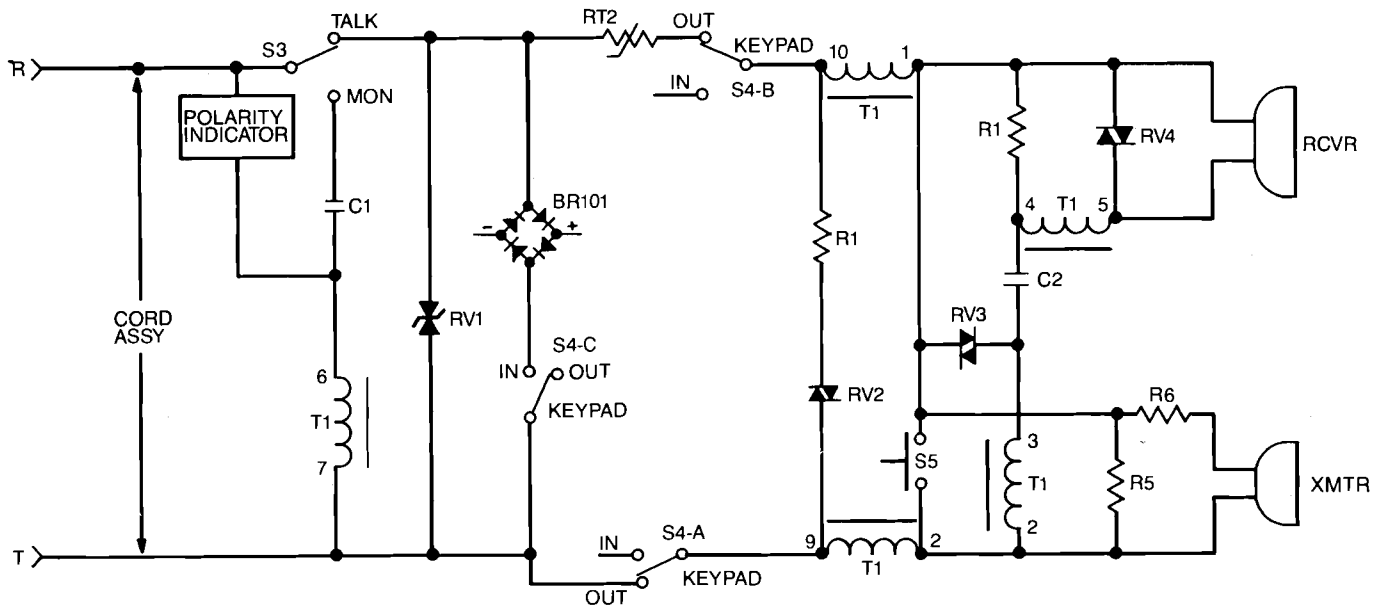 TALK
RT2
OUT
KEYPAD
S3
R
10
1
MON
IN
S4-B
T1
POLARITY
INDICATOR
R1
RV4
RCVR
C1
BR101
-
+
4
T1
5
R1
C2
CORD
ASSY
RV1
RV3
S4-C
IN
OUT
6
KEYPAD
RV2
R6
T1
3
S5
T1
R5
XMTR
7
2
S4-A
IN
9
2
T
KEYPAD
T1
OUT